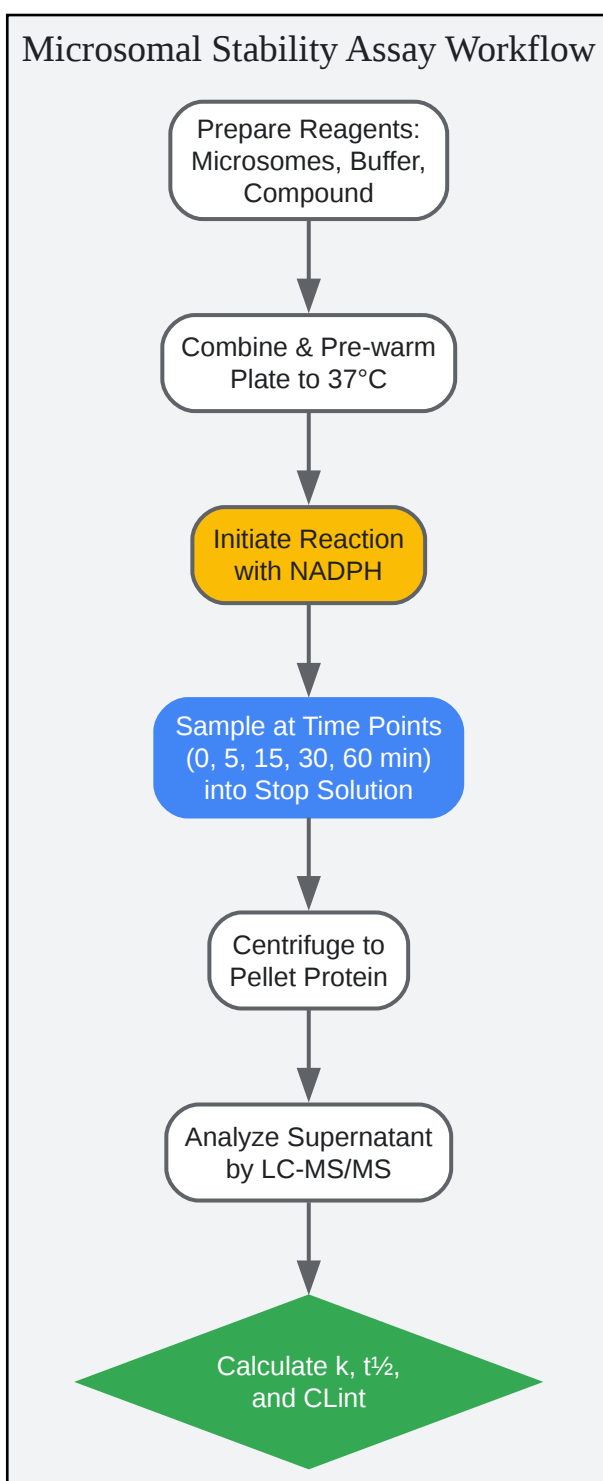 Microsomal Stability Assay Workflow
Prepare Reagents:
Microsomes, Buffer,
Compound
Combine & Pre-warm
Plate to 37°C
Initiate Reaction
with NADPH
Sample at Time Points
(0, 5, 15, 30, 60 min)
into Stop Solution
Centrifuge to
Pellet Protein
Analyze Supernatant
by LC-MS/MS
Calculate k, t½,
and CLint